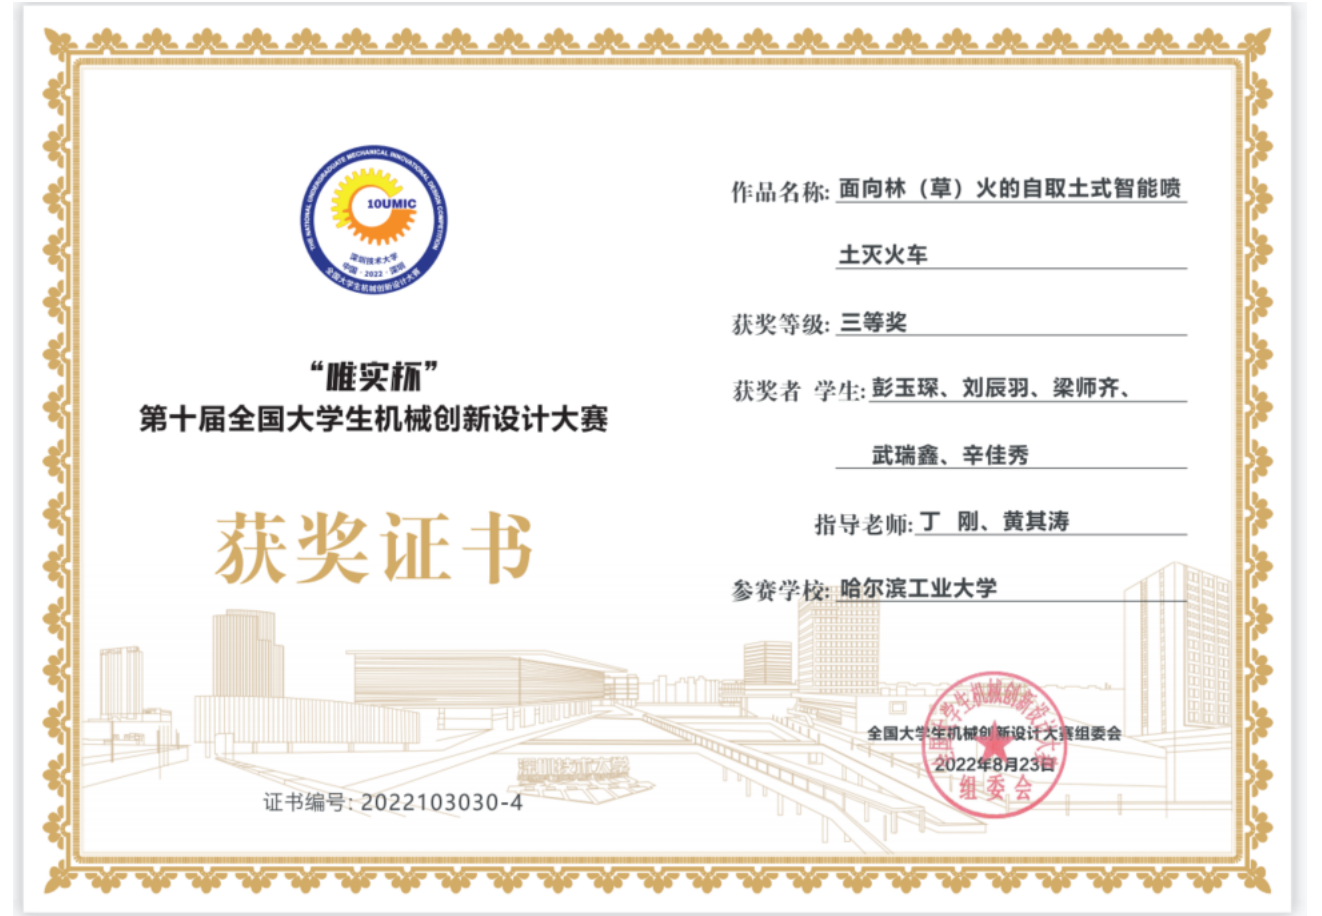 THE NATIONAL UNDERGRADUATE MECHANICAL INNOVATIONAL DESIGN COMPETITION
10UMIC
深圳技术大学
中国·2022·深圳
全国大学生机械创新设计大赛
“唯实杯”
第十届全国大学生机械创新设计大赛
获奖证书
证书编号: 2022103030-4
作品名称: 面向林（草）火的自取土式智能喷
土灭火车
获奖等级: 三等奖
获奖者 学生: 彭玉琛、刘辰羽、梁师齐、
武瑞鑫、辛佳秀
指导老师: 丁 刚、黄其涛
参赛学校: 哈尔滨工业大学
深圳技术大学
全国大学生机械创新设计大赛组委会
2022年8月23日
全国大学生机械创新设计大赛
组委会